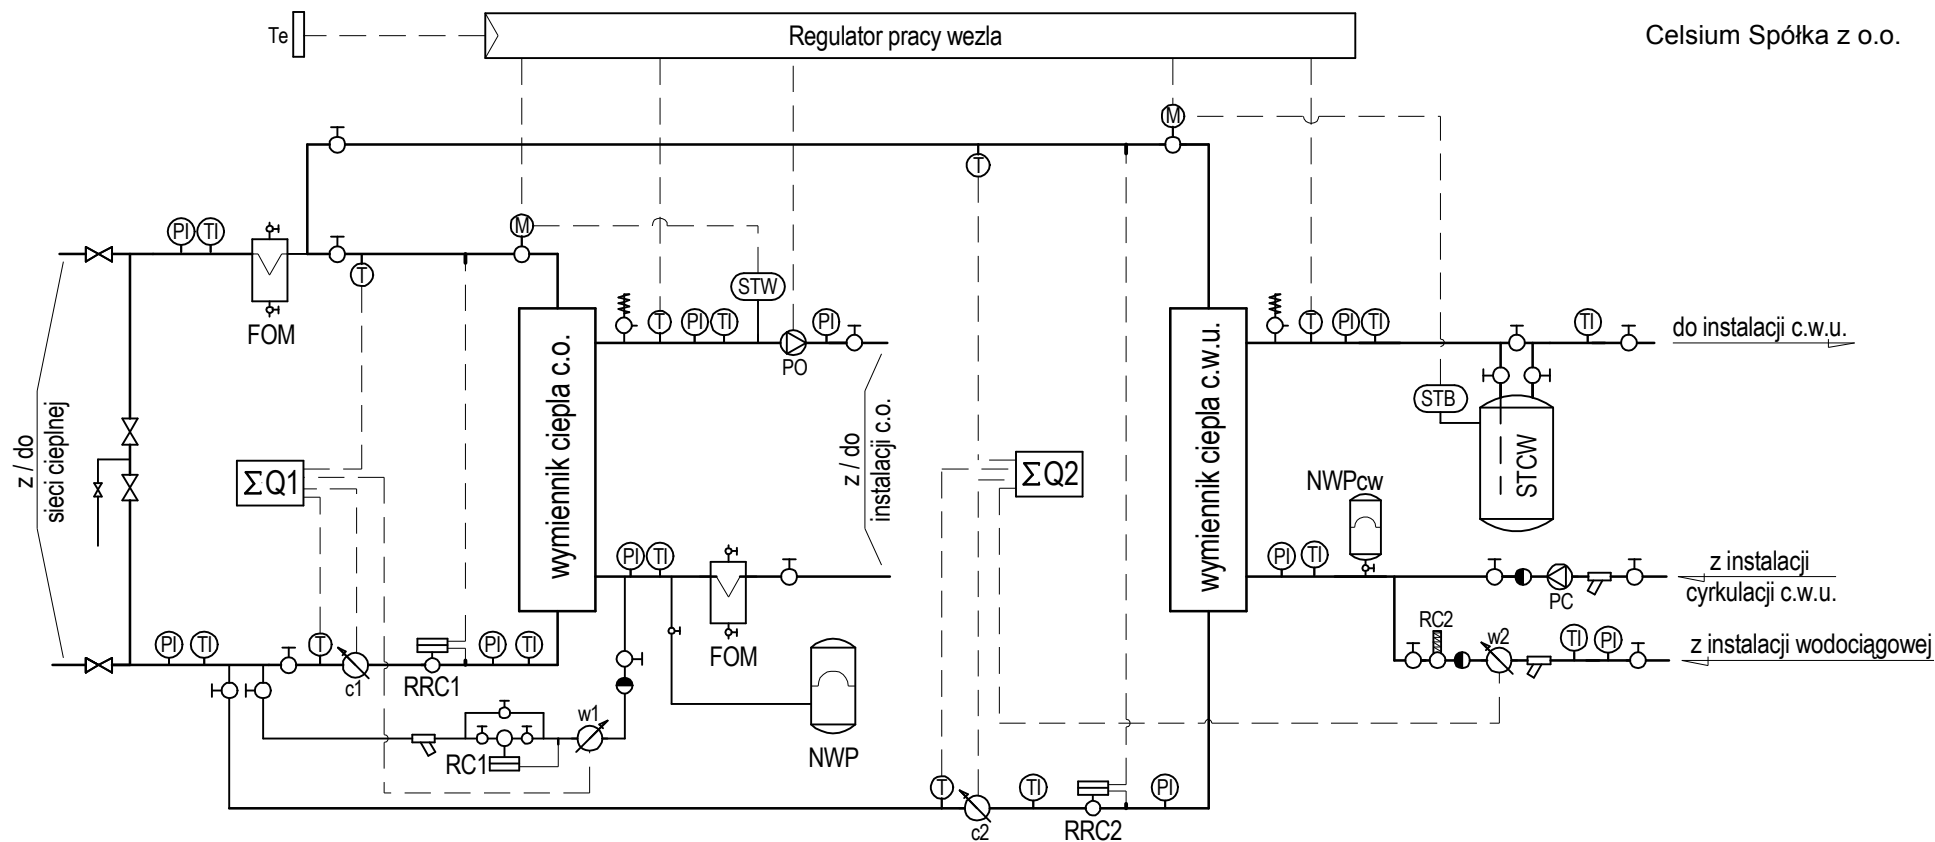 Te
Regulator pracy wezla
Celsium Spółka z o.o.
M
T
M
PI
TI
T
FOM
STW
T
PI
TI
PI
PO
T
PI
TI
TI
do instalacji c.w.u.
STB
STCW
z / do
sieci cieplnej
ΣQ1
wymiennik ciepła c.o.
z / do
instalacji c.o.
ΣQ2
wymiennik ciepła c.w.u.
NWPcw
PI
TI
FOM
PI
TI
PC
z instalacji
cyrkulacji c.w.u.
RC2
w2
TI
PI
z instalacji wodociągowej
PI
TI
T
c1
RRC1
PI
TI
w1
RC1
NWP
T
c2
TI
RRC2
PI